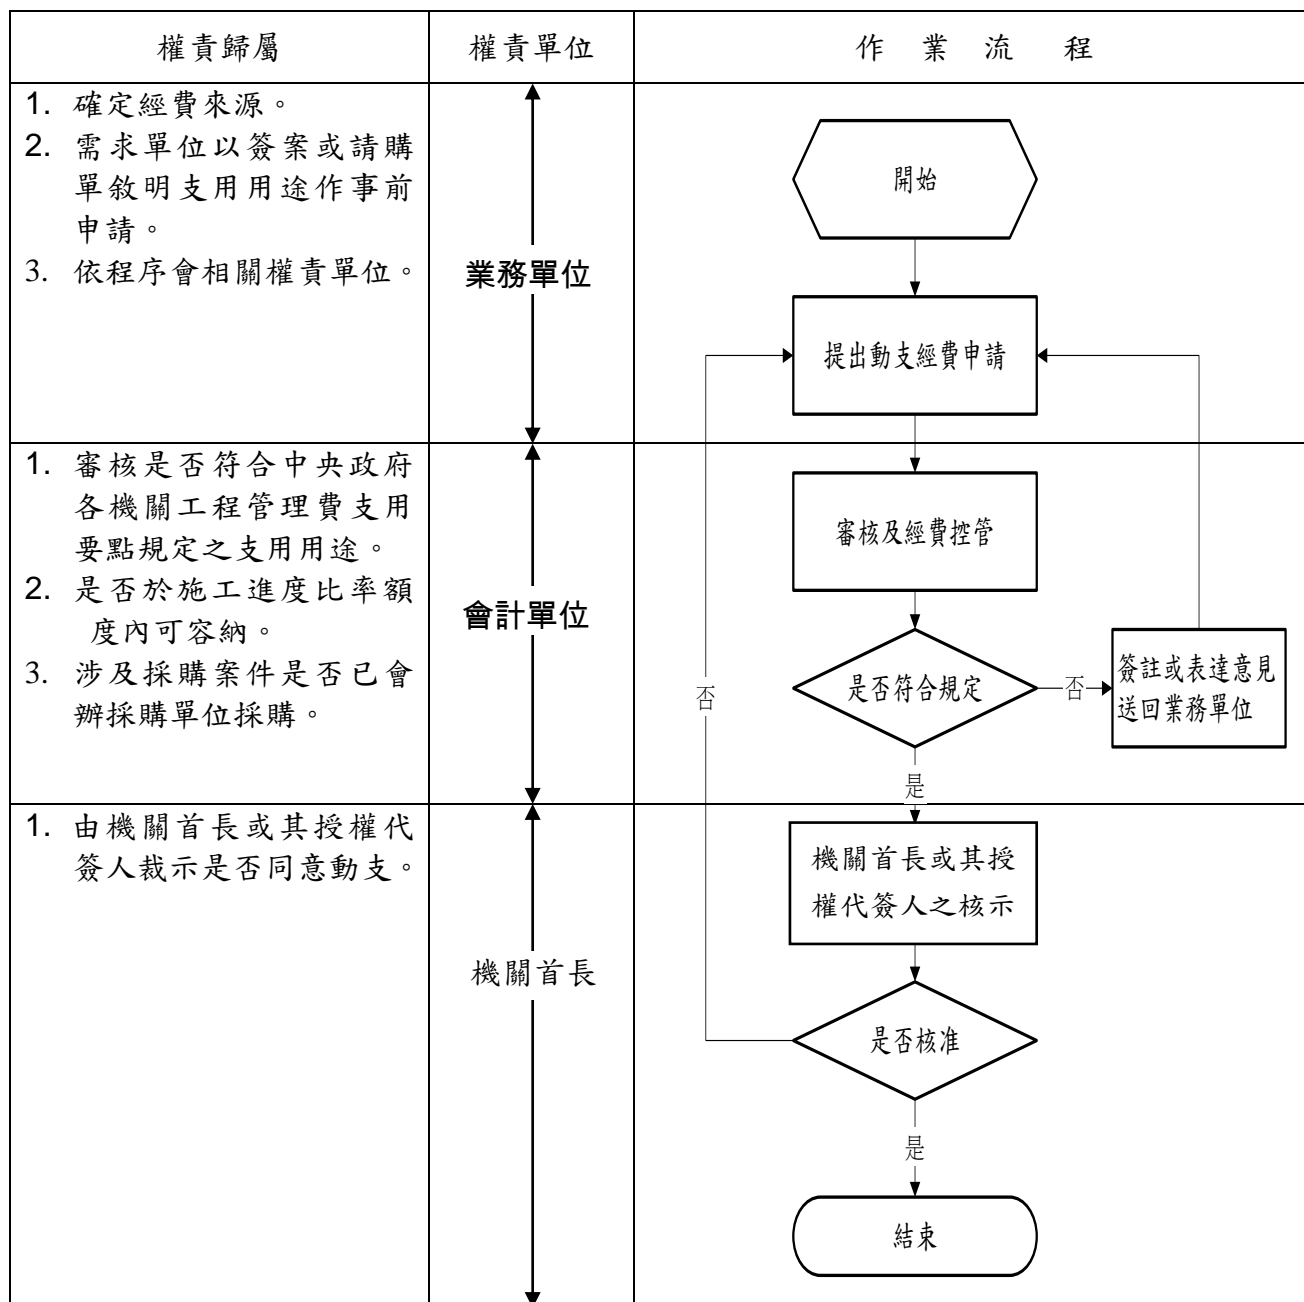 權責歸屬 權責單位 作業流程
1. 確定經費來源。
2. 需求單位以簽案或請購
單敘明支用用途作事前
申請。
3. 依程序會相關權責單位。
業務單位
開始
提出動支經費申請
1. 審核是否符合中央政府
各機關工程管理費支用
要點規定之支用用途。
2. 是否於施工進度比率額
度內可容納。
3. 涉及採購案件是否已會
辦採購單位採購。
會計單位
審核及經費控管
是否符合規定
否
簽註或表達意見
送回業務單位
否
是
1. 由機關首長或其授權代
簽人裁示是否同意動支。
機關首長
機關首長或其授
權代簽人之核示
是否核准
是
結束